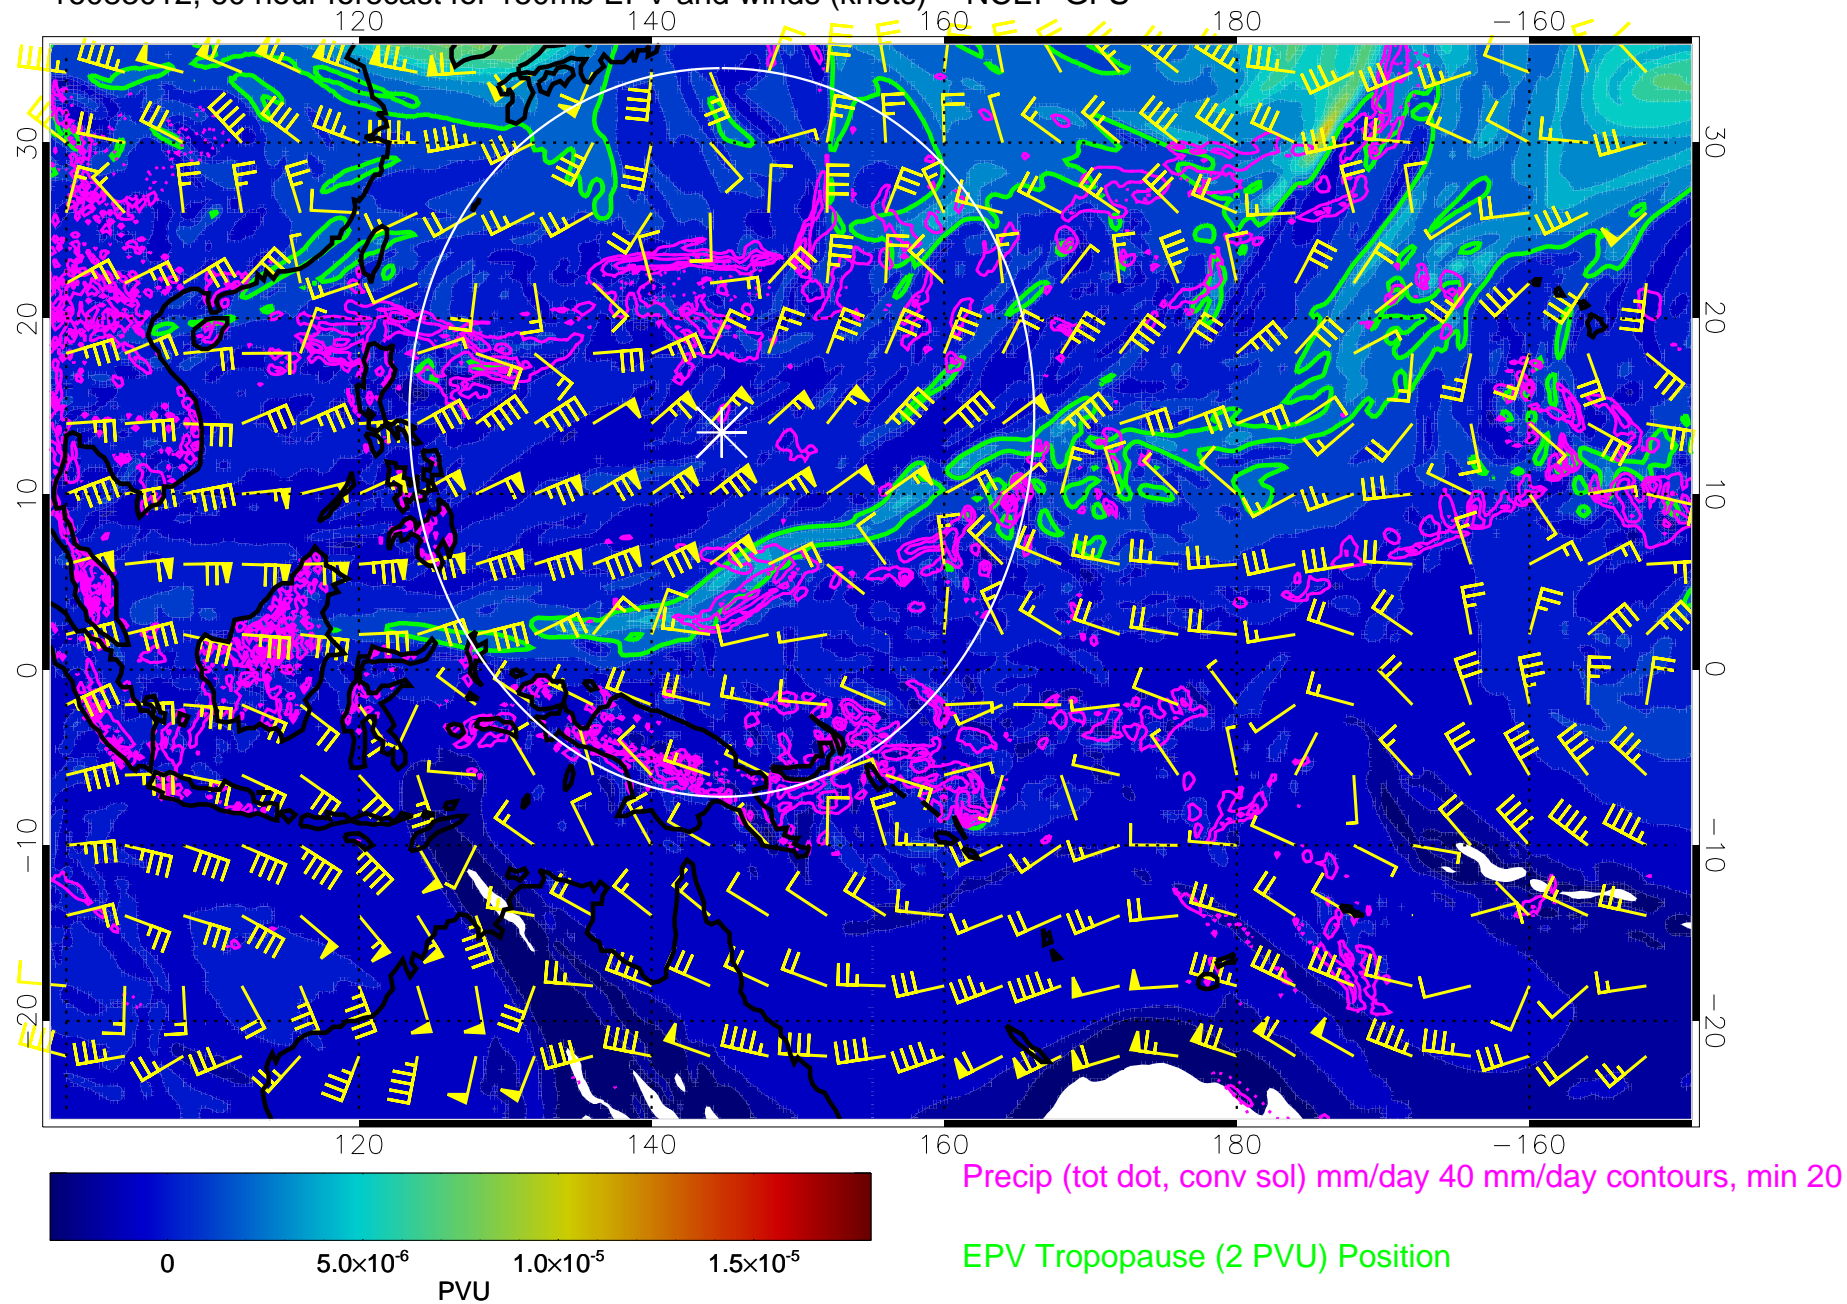 120 140 160 180 −160
30 30
20 20
10 10
0 0
−10 −10
−20 −20
120 140 160 180 −160
0 5.0×10⁻⁶ 1.0×10⁻⁵ 1.5×10⁻⁵
PVU
Precip (tot dot, conv sol) mm/day 40 mm/day contours, min 20
EPV Tropopause (2 PVU) Position